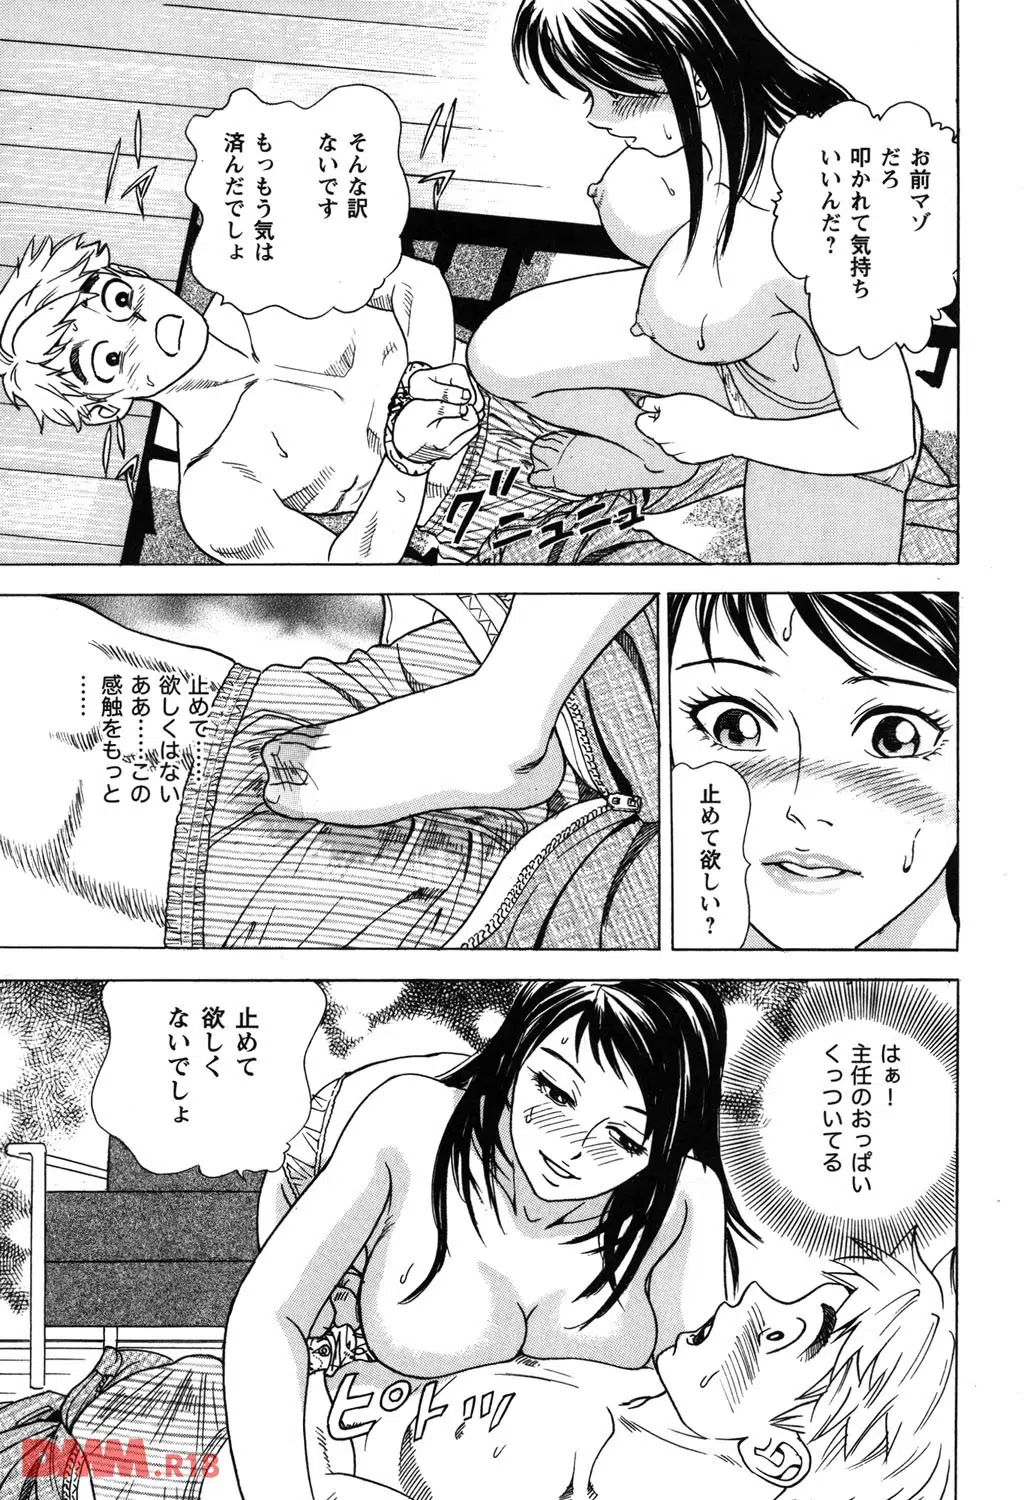 お前マゾ
だろ
叩かれて気持ち
いいんだ？
そんな訳
ないです
もっもう気は
済んだでしょ
グッ
グニュニュ
止めて欲しい？
止めて……
欲しくはない
ああ……この
感触をもっと
……
はぁ！
主任のおっぱい
くっついてる
止めて
欲しく
ないでしょ
ピトッ
DMM.R18